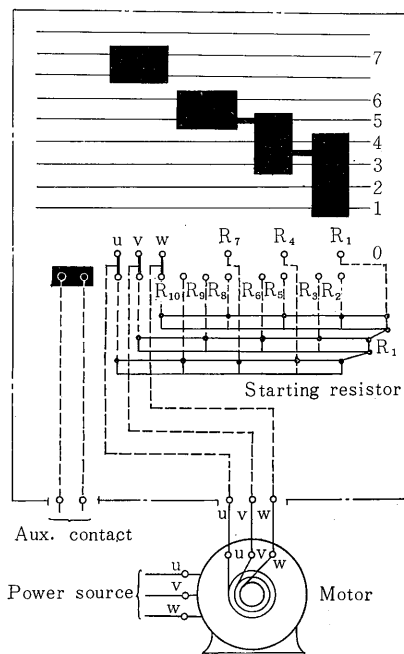 7
6
5
4
3
2
1
u v w R7 R4 R1 0
R10 R9 R8 R6 R5 R3 R2
R1
Starting resistor
u v w
Aux. contact
u v w
Power source u v w Motor